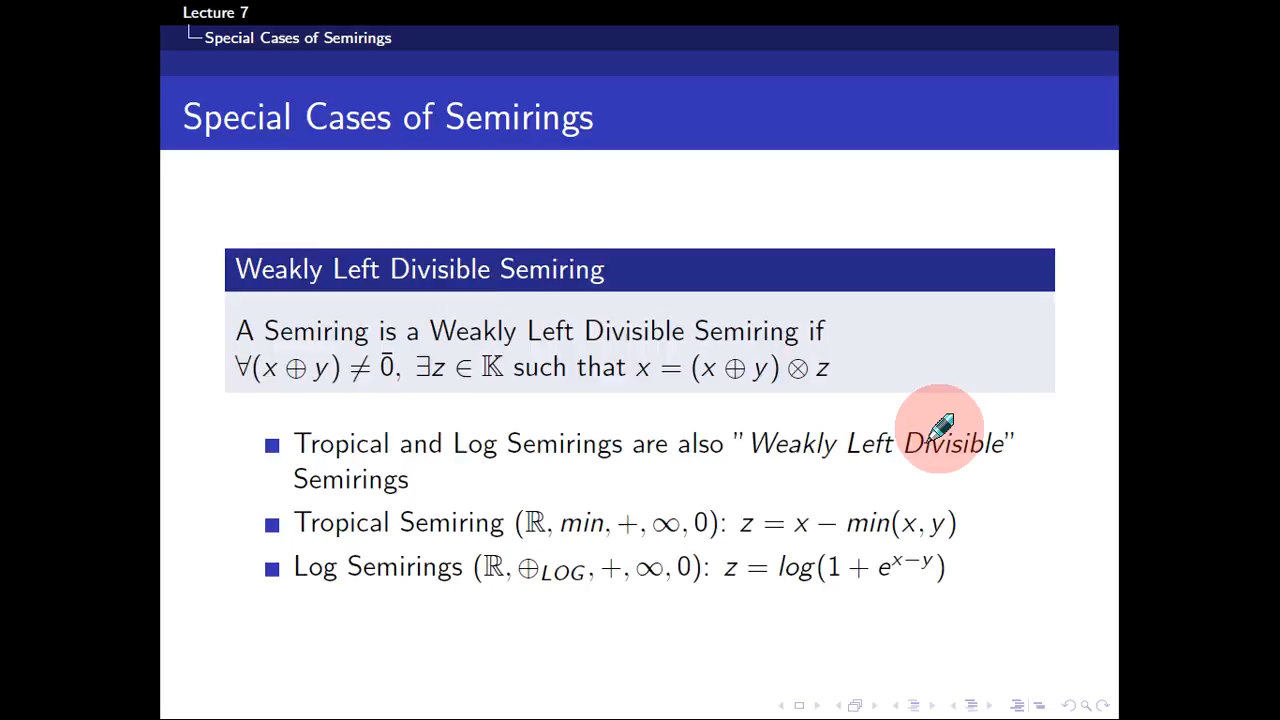 Lecture 7
Special Cases of Semirings
Special Cases of Semirings
Weakly Left Divisible Semiring
A Semiring is a Weakly Left Divisible Semiring if
∀(x ⊕ y) ≠ 0̄, ∃z ∈ 𝕂 such that x = (x ⊕ y) ⊗ z
Tropical and Log Semirings are also "Weakly Left Divisible"
Semirings
Tropical Semiring (ℝ, min, +, ∞, 0): z = x − min(x, y)
Log Semirings (ℝ, ⊕_LOG, +, ∞, 0): z = log(1 + e^{x−y})